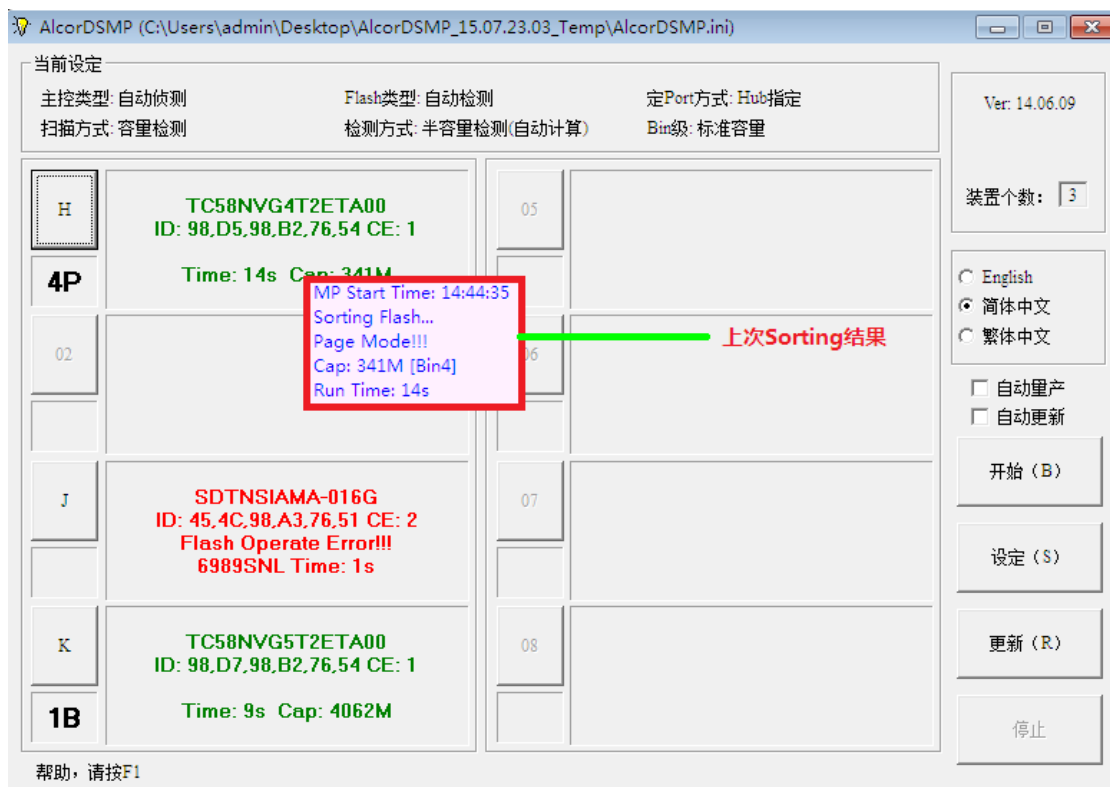 AlcorDSMP (C:\Users\admin\Desktop\AlcorDSMP_15.07.23.03_Temp\AlcorDSMP.ini)
当前设定
主控类型: 自动侦测 Flash类型: 自动检测 定Port方式: Hub指定
扫描方式: 容量检测 检测方式: 半容量检测(自动计算) Bin级: 标准容量
Ver: 14.06.09
装置个数： 3
H
TC58NVG4T2ETA00
ID: 98,D5,98,B2,76,54 CE: 1
Time: 14s Cap: 341M
4P
05
MP Start Time: 14:44:35
Sorting Flash...
Page Mode!!!
Cap: 341M [Bin4]
Run Time: 14s
上次Sorting结果
02
06
J
SDTNSIAMA-016G
ID: 45,4C,98,A3,76,51 CE: 2
Flash Operate Error!!!
6989SNL Time: 1s
07
K
TC58NVG5T2ETA00
ID: 98,D7,98,B2,76,54 CE: 1
Time: 9s Cap: 4062M
1B
08
English
简体中文
繁体中文
自动量产
自动更新
开始（B）
设定（S）
更新（R）
停止
帮助，请按F1